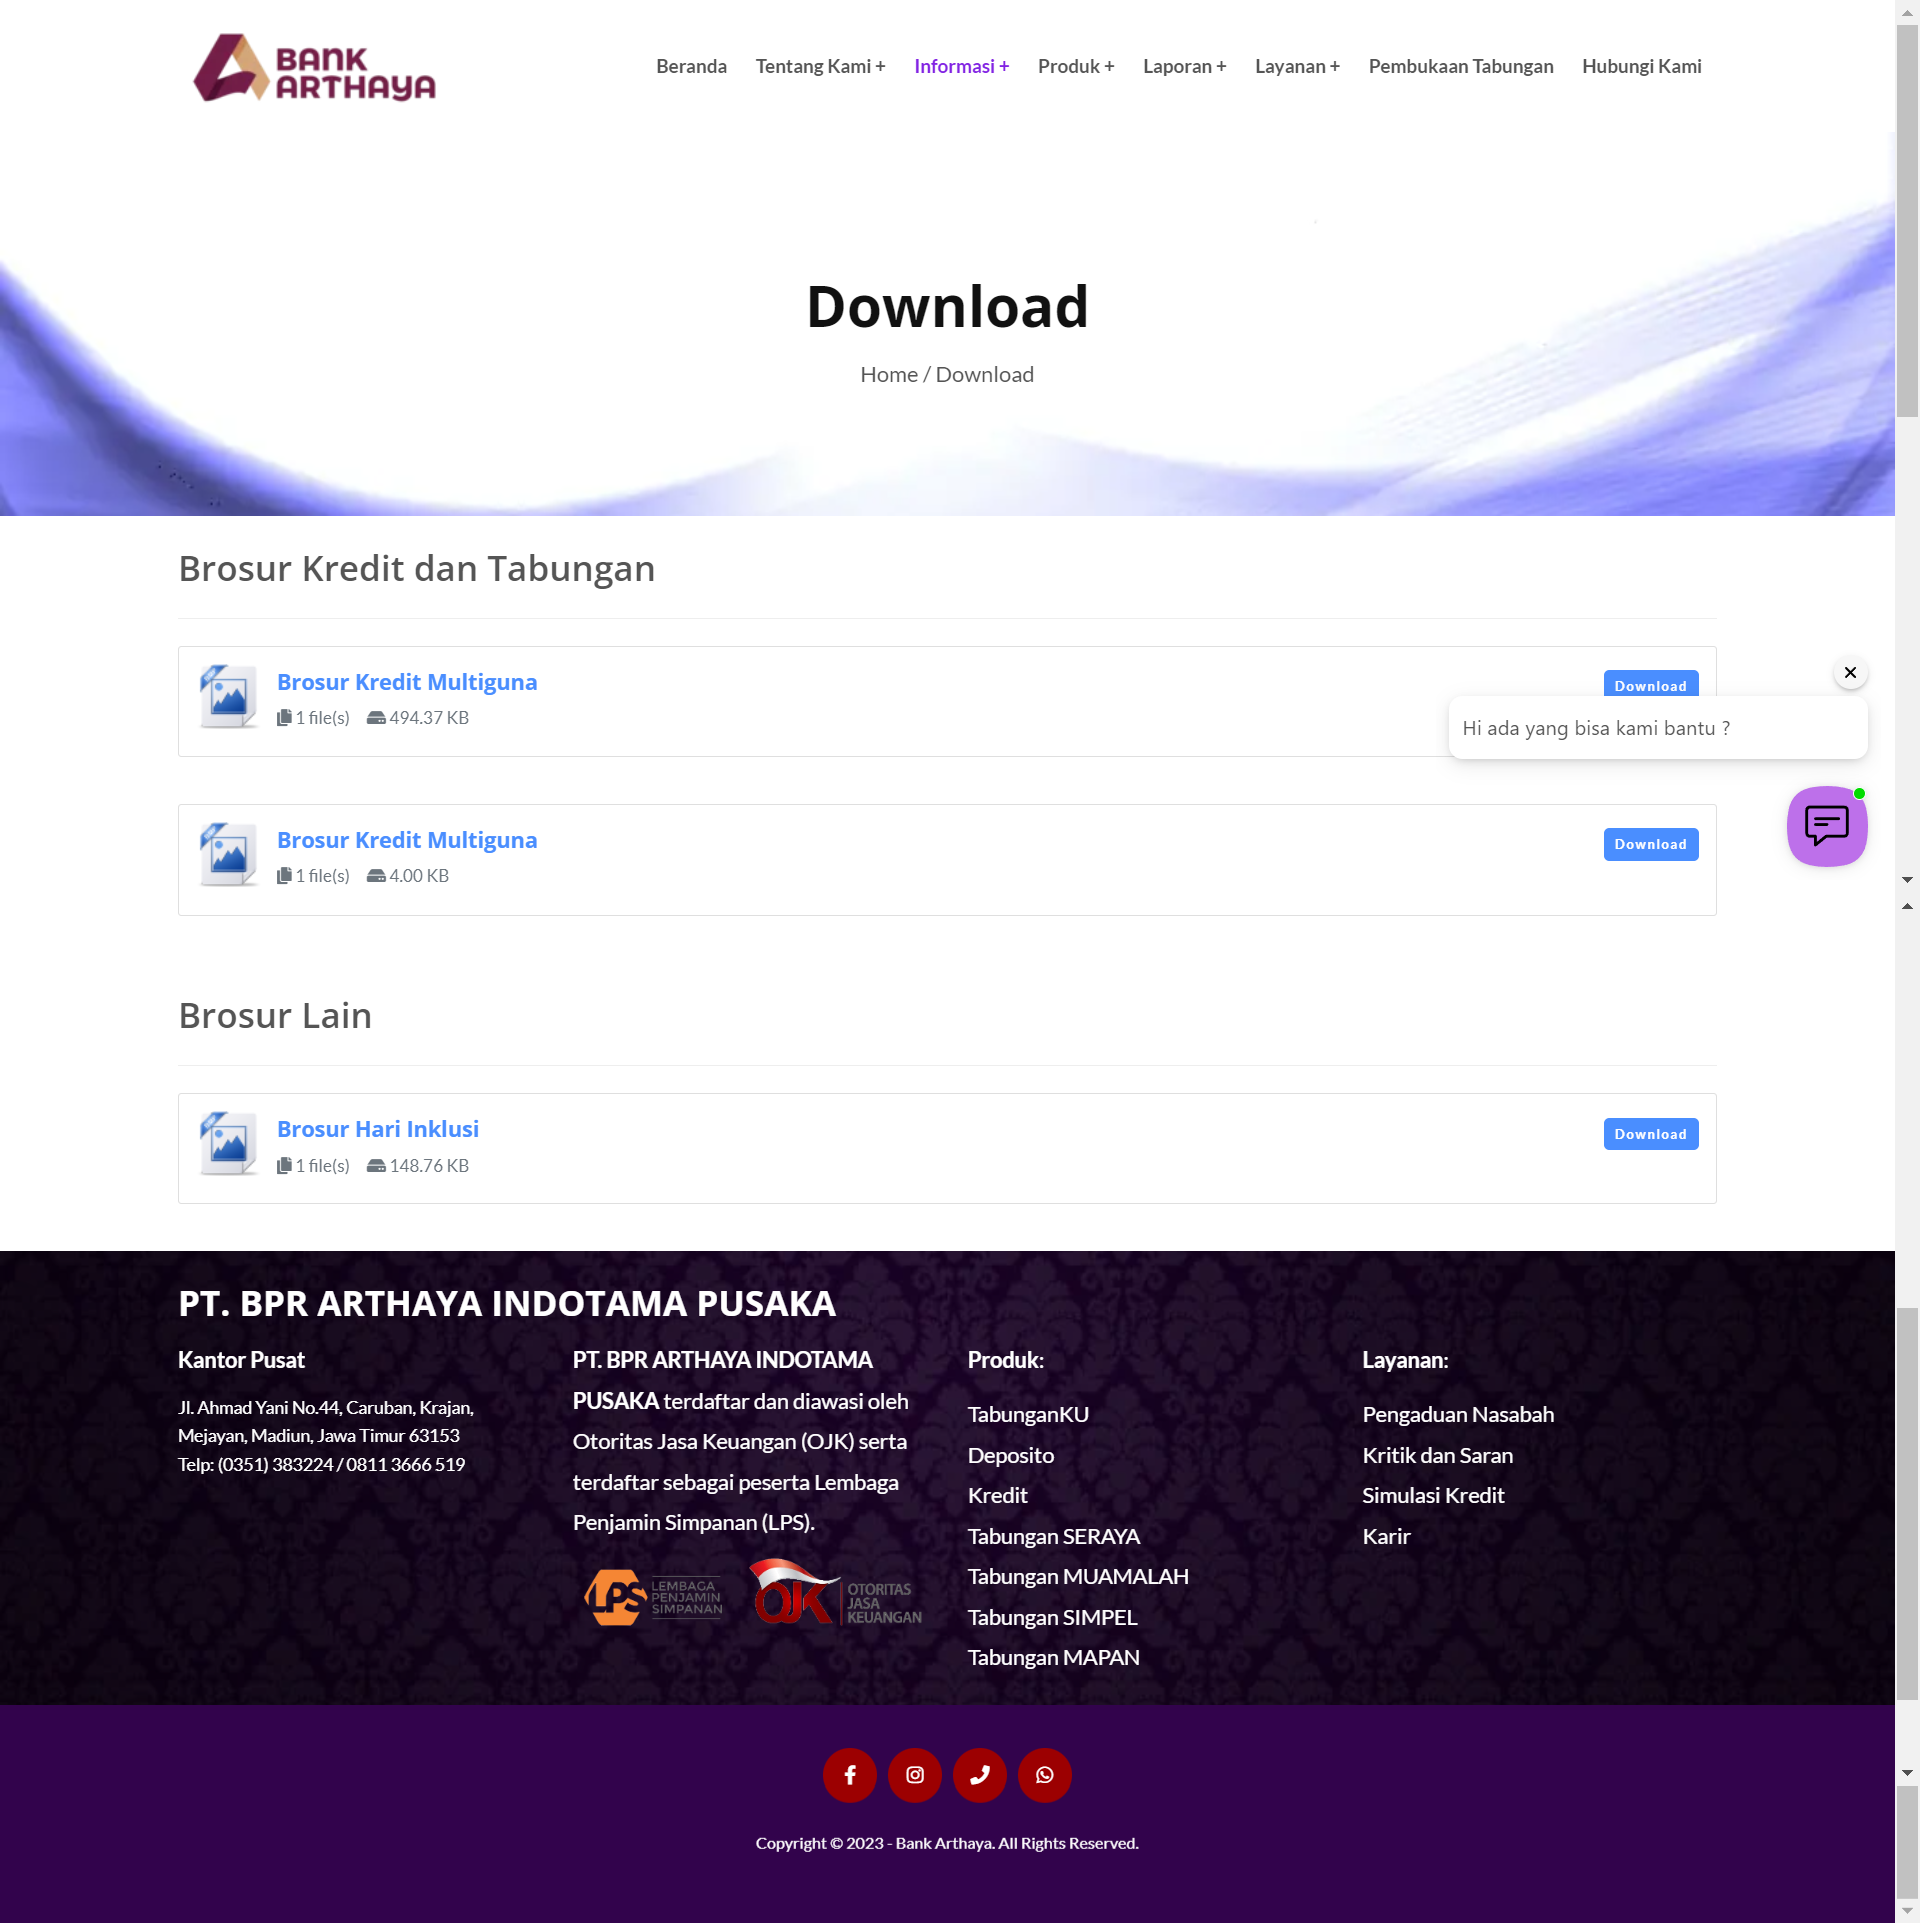 BANK
ARTHAYA
Beranda Tentang Kami + Informasi + Produk + Laporan + Layanan + Pembukaan Tabungan Hubungi Kami
Download
Home / Download
Brosur Kredit dan Tabungan
Brosur Kredit Multiguna
1 file(s) 494.37 KB
Download
Hi ada yang bisa kami bantu ?
Brosur Kredit Multiguna
1 file(s) 4.00 KB
Download
Brosur Lain
Brosur Hari Inklusi
1 file(s) 148.76 KB
Download
PT. BPR ARTHAYA INDOTAMA PUSAKA
Kantor Pusat
Jl. Ahmad Yani No.44, Caruban, Krajan,
Mejayan, Madiun, Jawa Timur 63153
Telp: (0351) 383224 / 0811 3666 519
PT. BPR ARTHAYA INDOTAMA
PUSAKA terdaftar dan diawasi oleh
Otoritas Jasa Keuangan (OJK) serta
terdaftar sebagai peserta Lembaga
Penjamin Simpanan (LPS).
LPS
LEMBAGA
PENJAMIN
SIMPANAN
OJK
OTORITAS
JASA
KEUANGAN
Produk:
TabunganKU
Deposito
Kredit
Tabungan SERAYA
Tabungan MUAMALAH
Tabungan SIMPEL
Tabungan MAPAN
Layanan:
Pengaduan Nasabah
Kritik dan Saran
Simulasi Kredit
Karir
Copyright © 2023 - Bank Arthaya. All Rights Reserved.